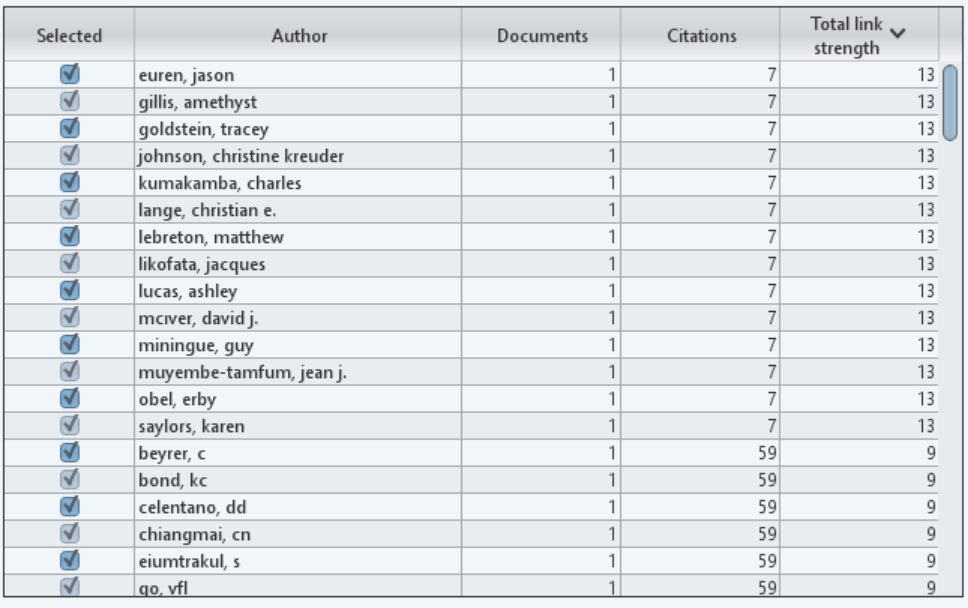 Selected Author Documents Citations Total link strength
euren, jason 1 7 13
gillis, amethyst 1 7 13
goldstein, tracey 1 7 13
johnson, christine kreuder 1 7 13
kumakamba, charles 1 7 13
lange, christian e. 1 7 13
lebreton, matthew 1 7 13
likofata, jacques 1 7 13
lucas, ashley 1 7 13
mcıver, david j. 1 7 13
miningue, guy 1 7 13
muyembe-tamfum, jean j. 1 7 13
obel, erby 1 7 13
saylors, karen 1 7 13
beyrer, c 1 59 9
bond, kc 1 59 9
celentano, dd 1 59 9
chiangmai, cn 1 59 9
eiumtrakul, s 1 59 9
go, vfl 1 59 9